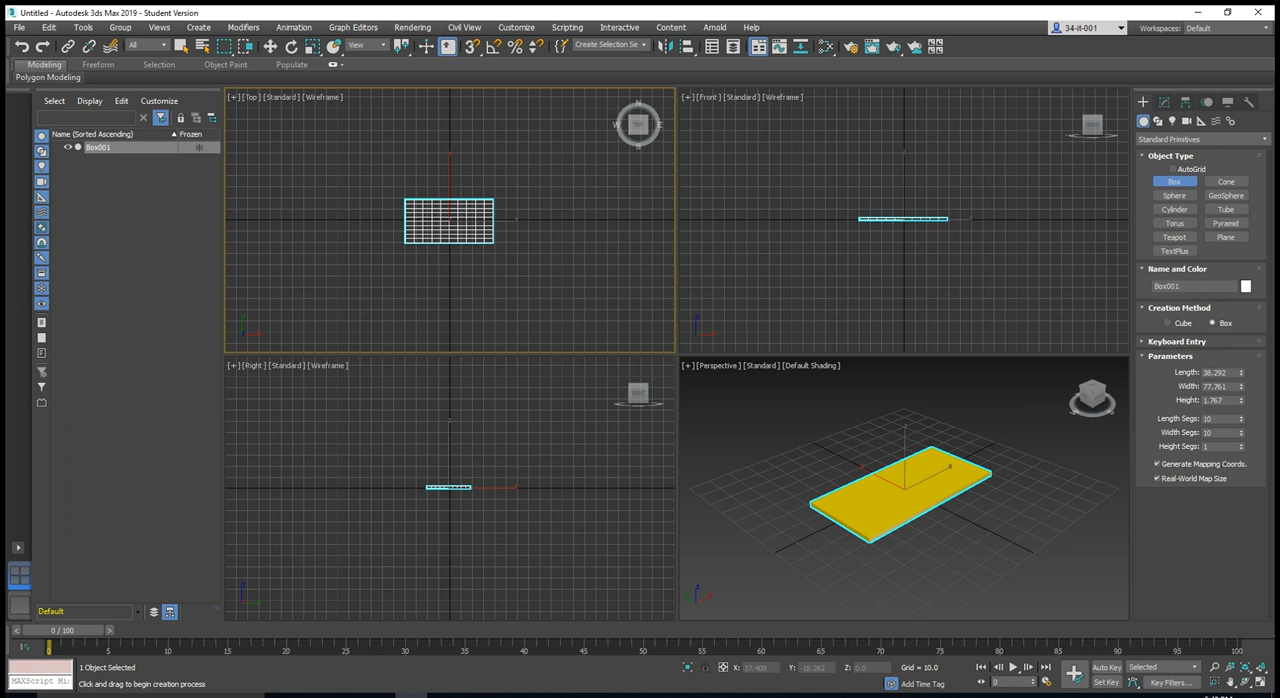 Untitled - Autodesk 3ds Max 2019 - Student Version
File Edit Tools Group Views Create Modifiers Animation Graph Editors Rendering Civil View Customize Scripting Interactive Content Arnold Help 34-it-001 Workspaces: Default
All View Create Selection Se
Modeling Freeform Selection Object Paint Populate
Polygon Modeling
Select Display Edit Customize
Name (Sorted Ascending) ▲ Frozen
Box001
[+] [Top] [Standard] [Wireframe]
N
W TOP E
S
[+] [Front] [Standard] [Wireframe]
[+] [Right] [Standard] [Wireframe]
[+] [Perspective] [Standard] [Default Shading]
x
Standard Primitives
Object Type
AutoGrid
Box Cone
Sphere GeoSphere
Cylinder Tube
Torus Pyramid
Teapot Plane
TextPlus
Name and Color
Box001
Creation Method
Cube Box
Keyboard Entry
Parameters
Length: 38.292
Width: 77.761
Height: 1.767
Length Segs: 10
Width Segs: 10
Height Segs: 1
Generate Mapping Coords.
Real-World Map Size
Default
< 0 / 100 >
0 5 10 15 20 25 30 35 40 45 50 55 60 65 70 75 80 85 90 95 100
1 Object Selected X: 37.408 Y: -18.262 Z: 0.0 Grid = 10.0 Auto Key Selected
MAXScript Mi Click and drag to begin creation process Add Time Tag 0 Set Key Key Filters...